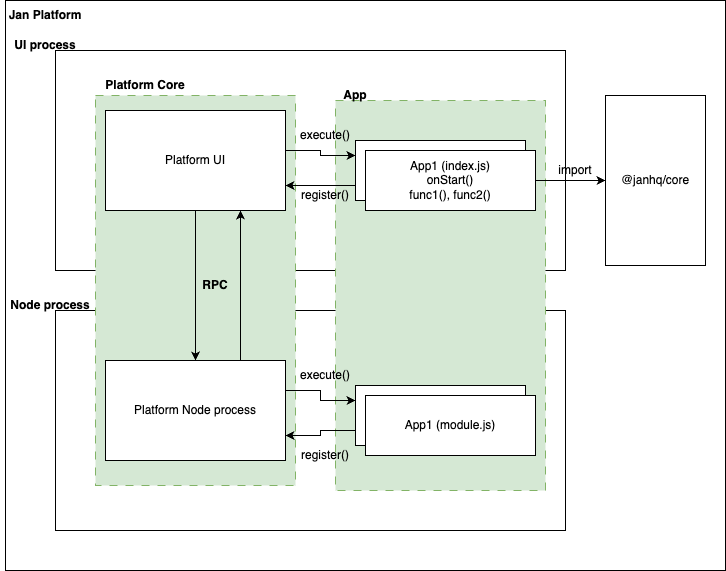 Jan Platform
UI process
Platform Core
App
Platform UI
execute()
register()
App1 (index.js)
onStart()
func1(), func2()
import
@janhq/core
RPC
Node process
Platform Node process
execute()
register()
App1 (module.js)